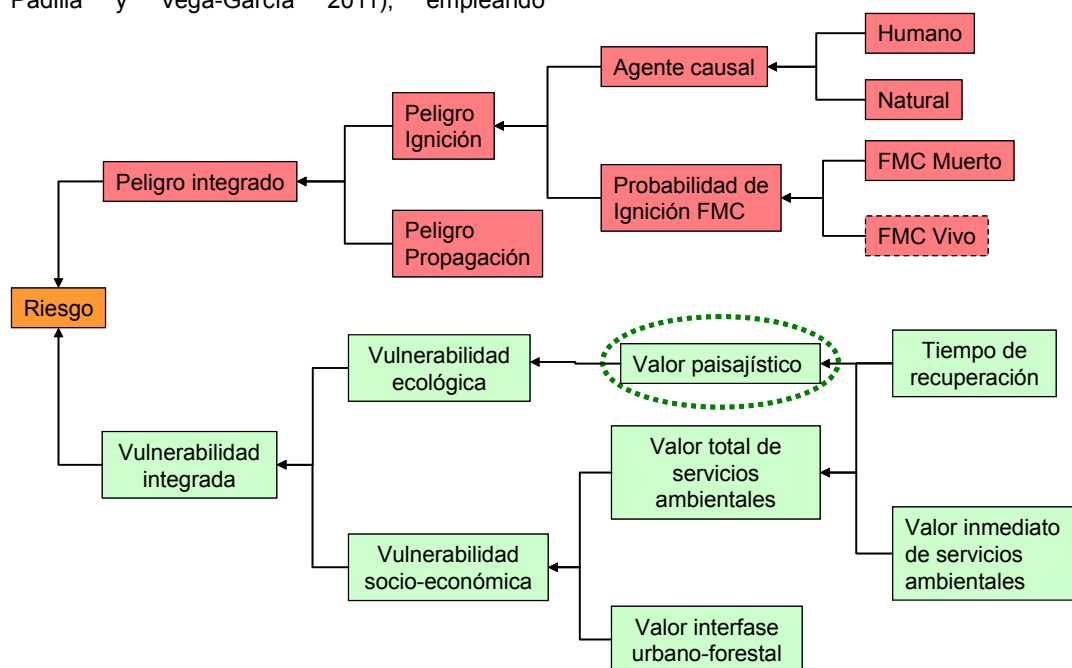 Padilla y Vega-García 2011), empleando
Humano
Agente causal
Natural
Peligro
Ignición
FMC Muerto
Peligro integrado
Probabilidad de
Ignición FMC
Peligro
Propagación
FMC Vivo
Riesgo
Vulnerabilidad
ecológica
Valor paisajístico
Tiempo de
recuperación
Vulnerabilidad
integrada
Valor total de
servicios
ambientales
Valor inmediato
de servicios
ambientales
Vulnerabilidad
socio-económica
Valor interfase
urbano-forestal